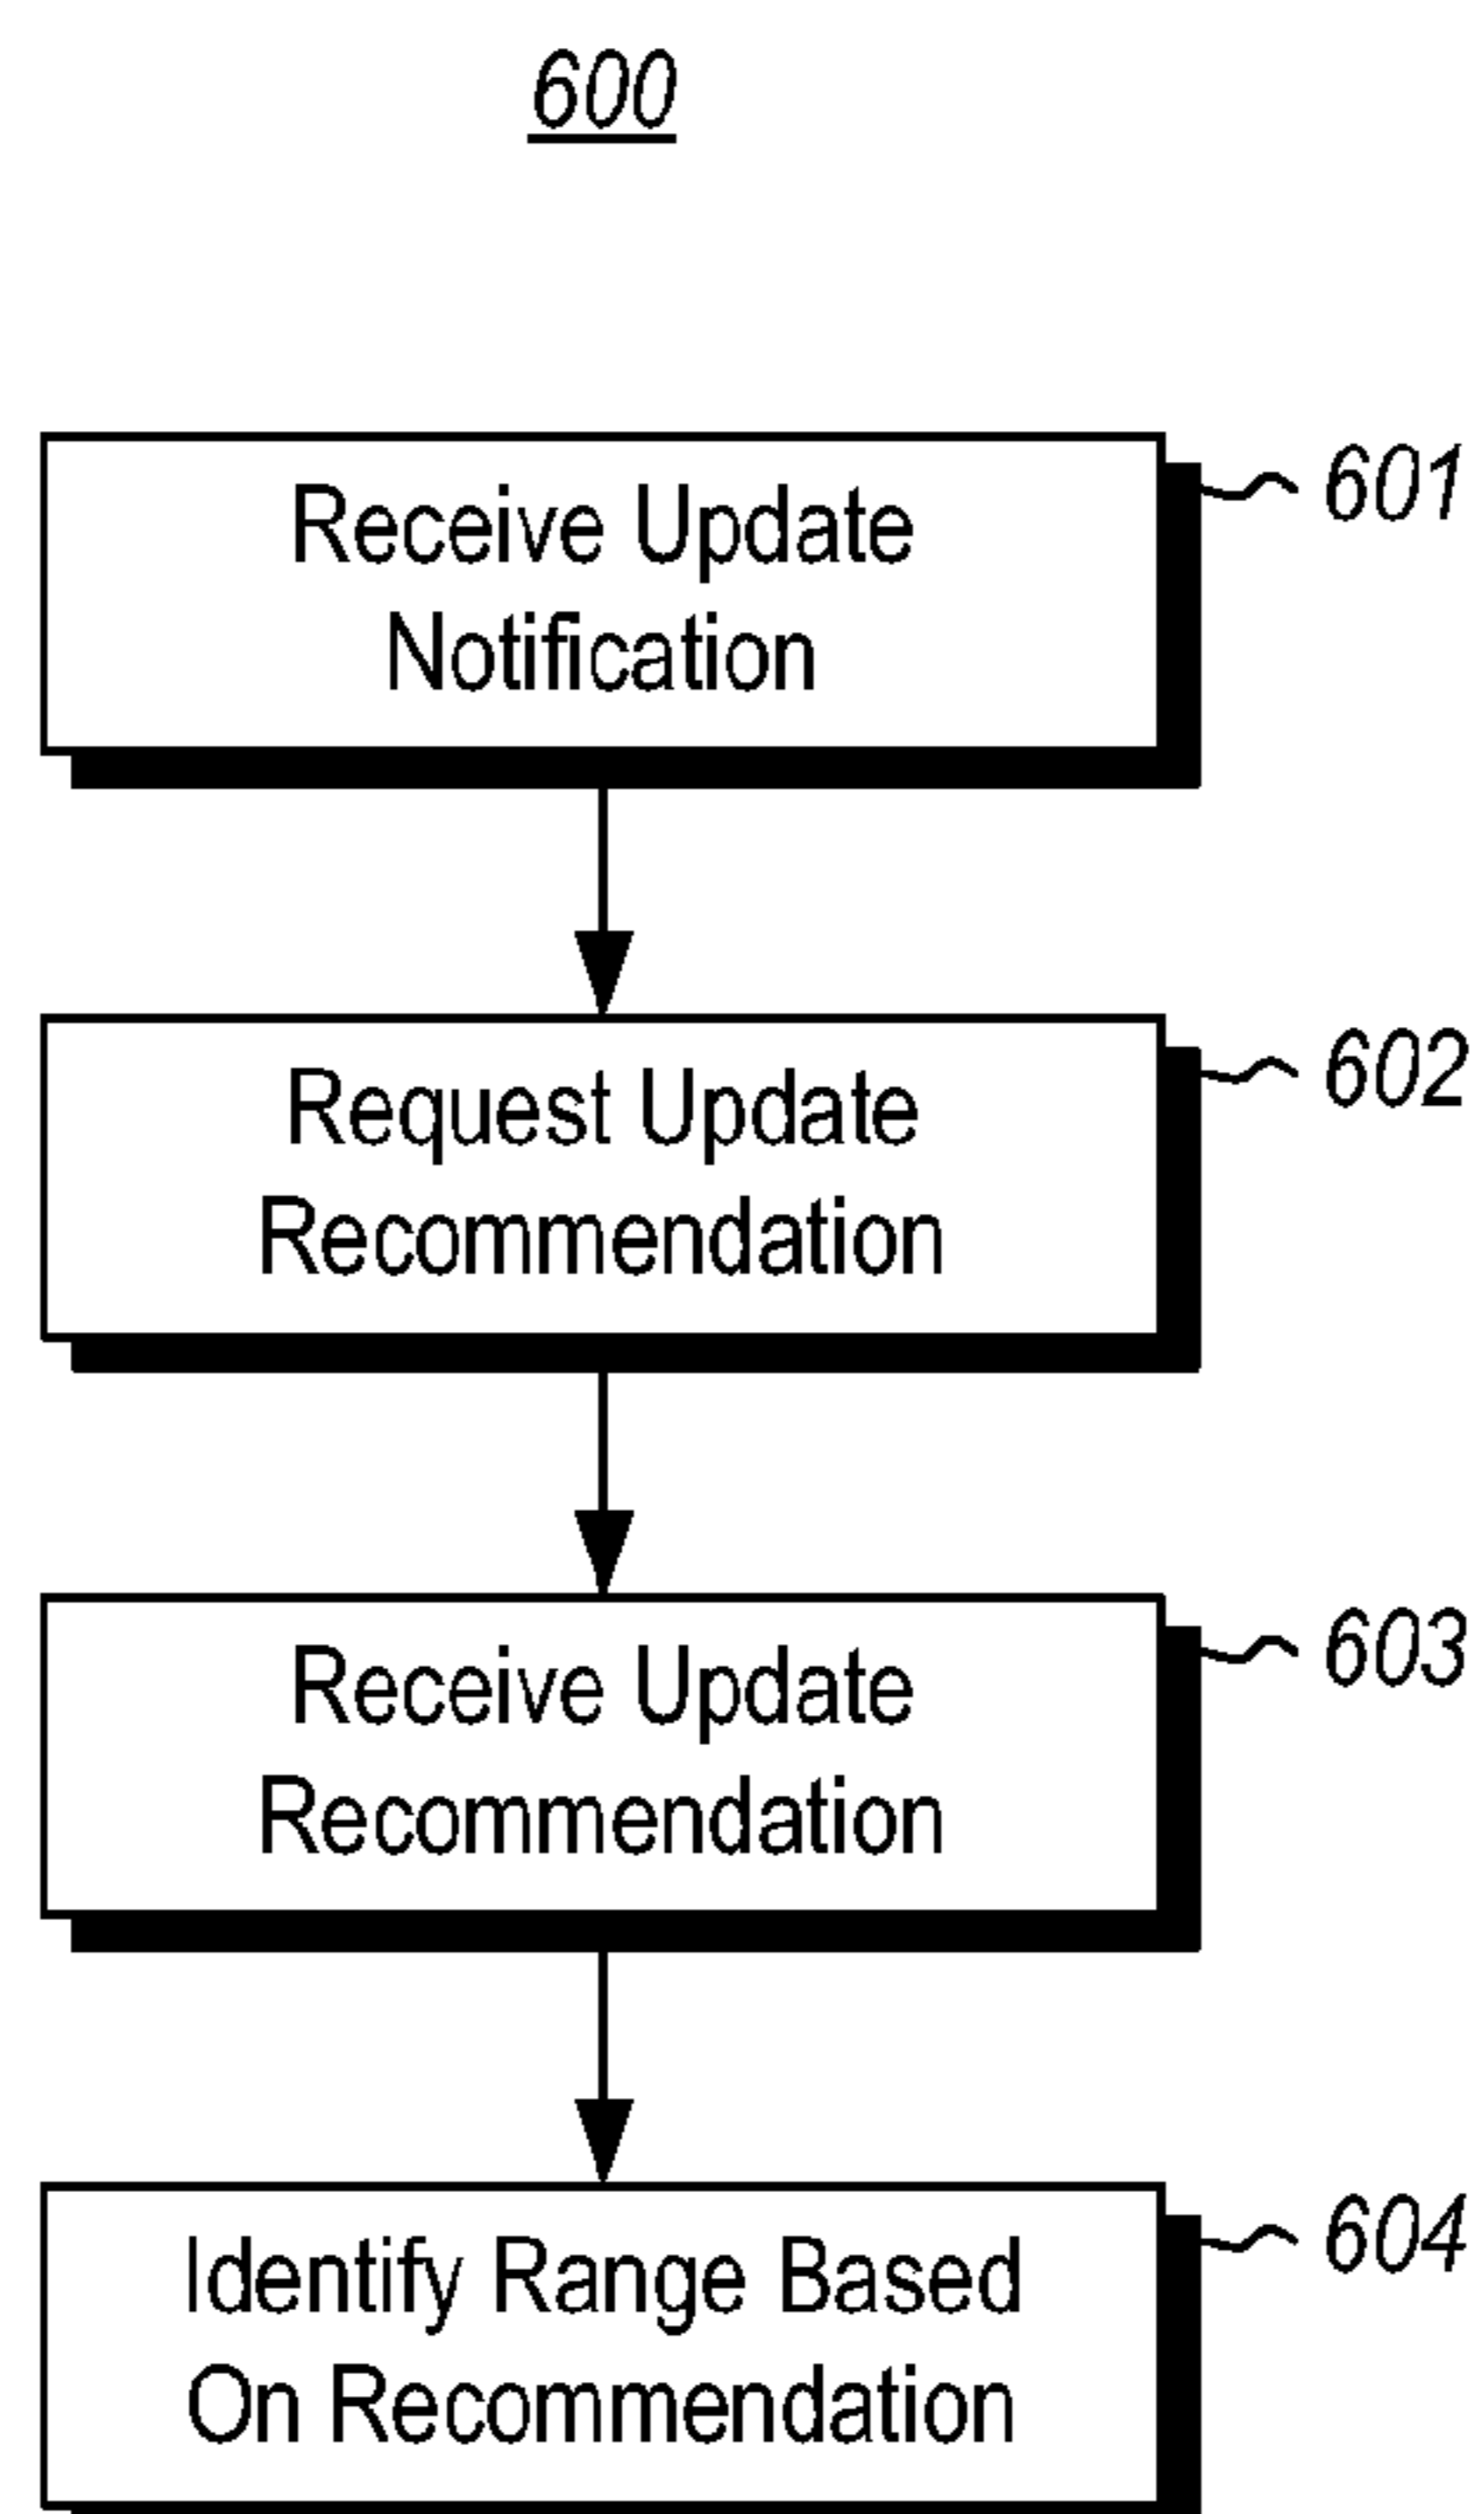 600
Receive Update
Notification
601
Request Update
Recommendation
602
Receive Update
Recommendation
603
Identify Range Based
On Recommendation
604